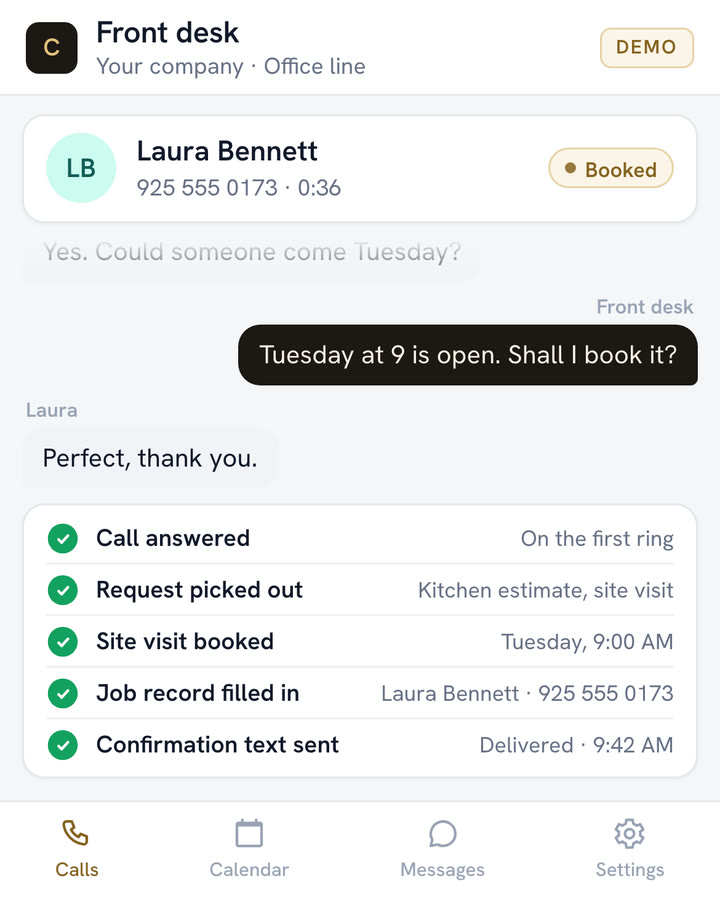 C
Front desk
Your company · Office line
DEMO
LB
Laura Bennett
925 555 0173 · 0:36
Booked
Yes. Could someone come Tuesday?
Front desk
Tuesday at 9 is open. Shall I book it?
Laura
Perfect, thank you.
Call answered On the first ring
Request picked out Kitchen estimate, site visit
Site visit booked Tuesday, 9:00 AM
Job record filled in Laura Bennett · 925 555 0173
Confirmation text sent Delivered · 9:42 AM
Calls Calendar Messages Settings